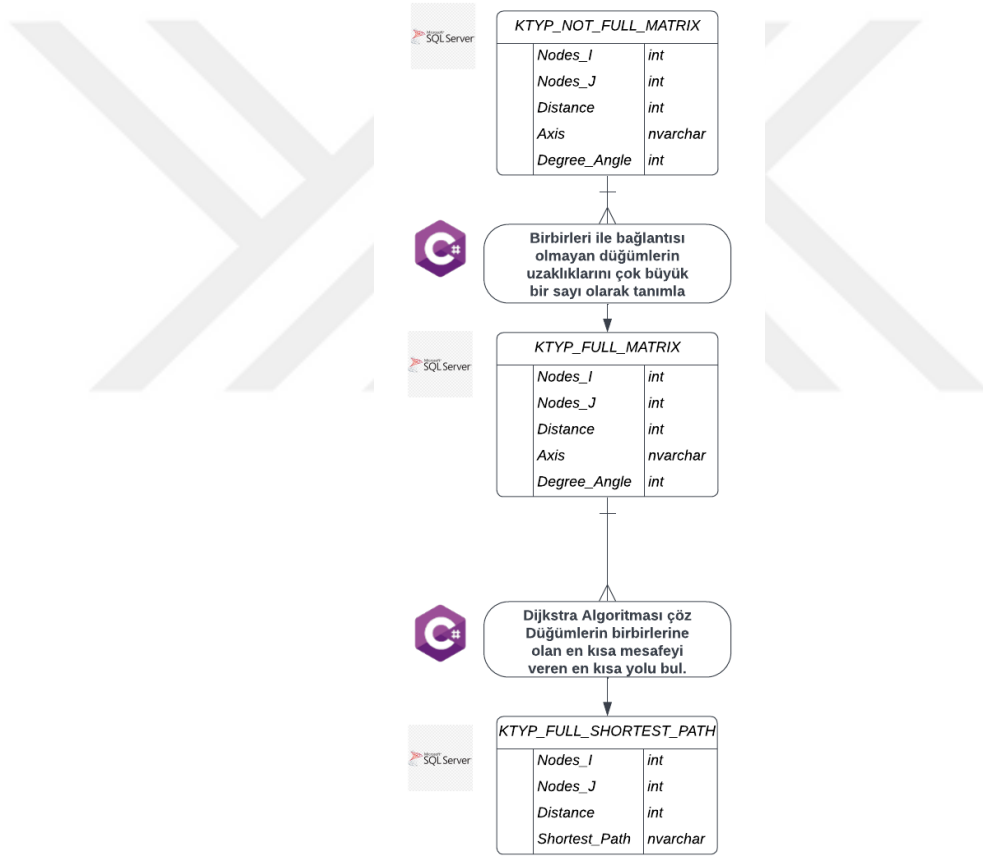 Microsoft
SQL Server
KTYP_NOT_FULL_MATRIX
Nodes_I int
Nodes_J int
Distance int
Axis nvarchar
Degree_Angle int
C#
Birbirleri ile bağlantısı
olmayan düğümlerin
uzaklıklarını çok büyük
bir sayı olarak tanımla
Microsoft
SQL Server
KTYP_FULL_MATRIX
Nodes_I int
Nodes_J int
Distance int
Axis nvarchar
Degree_Angle int
C#
Dijkstra Algoritması çöz
Düğümlerin birbirlerine
olan en kısa mesafeyi
veren en kısa yolu bul.
Microsoft
SQL Server
KTYP_FULL_SHORTEST_PATH
Nodes_I int
Nodes_J int
Distance int
Shortest_Path nvarchar